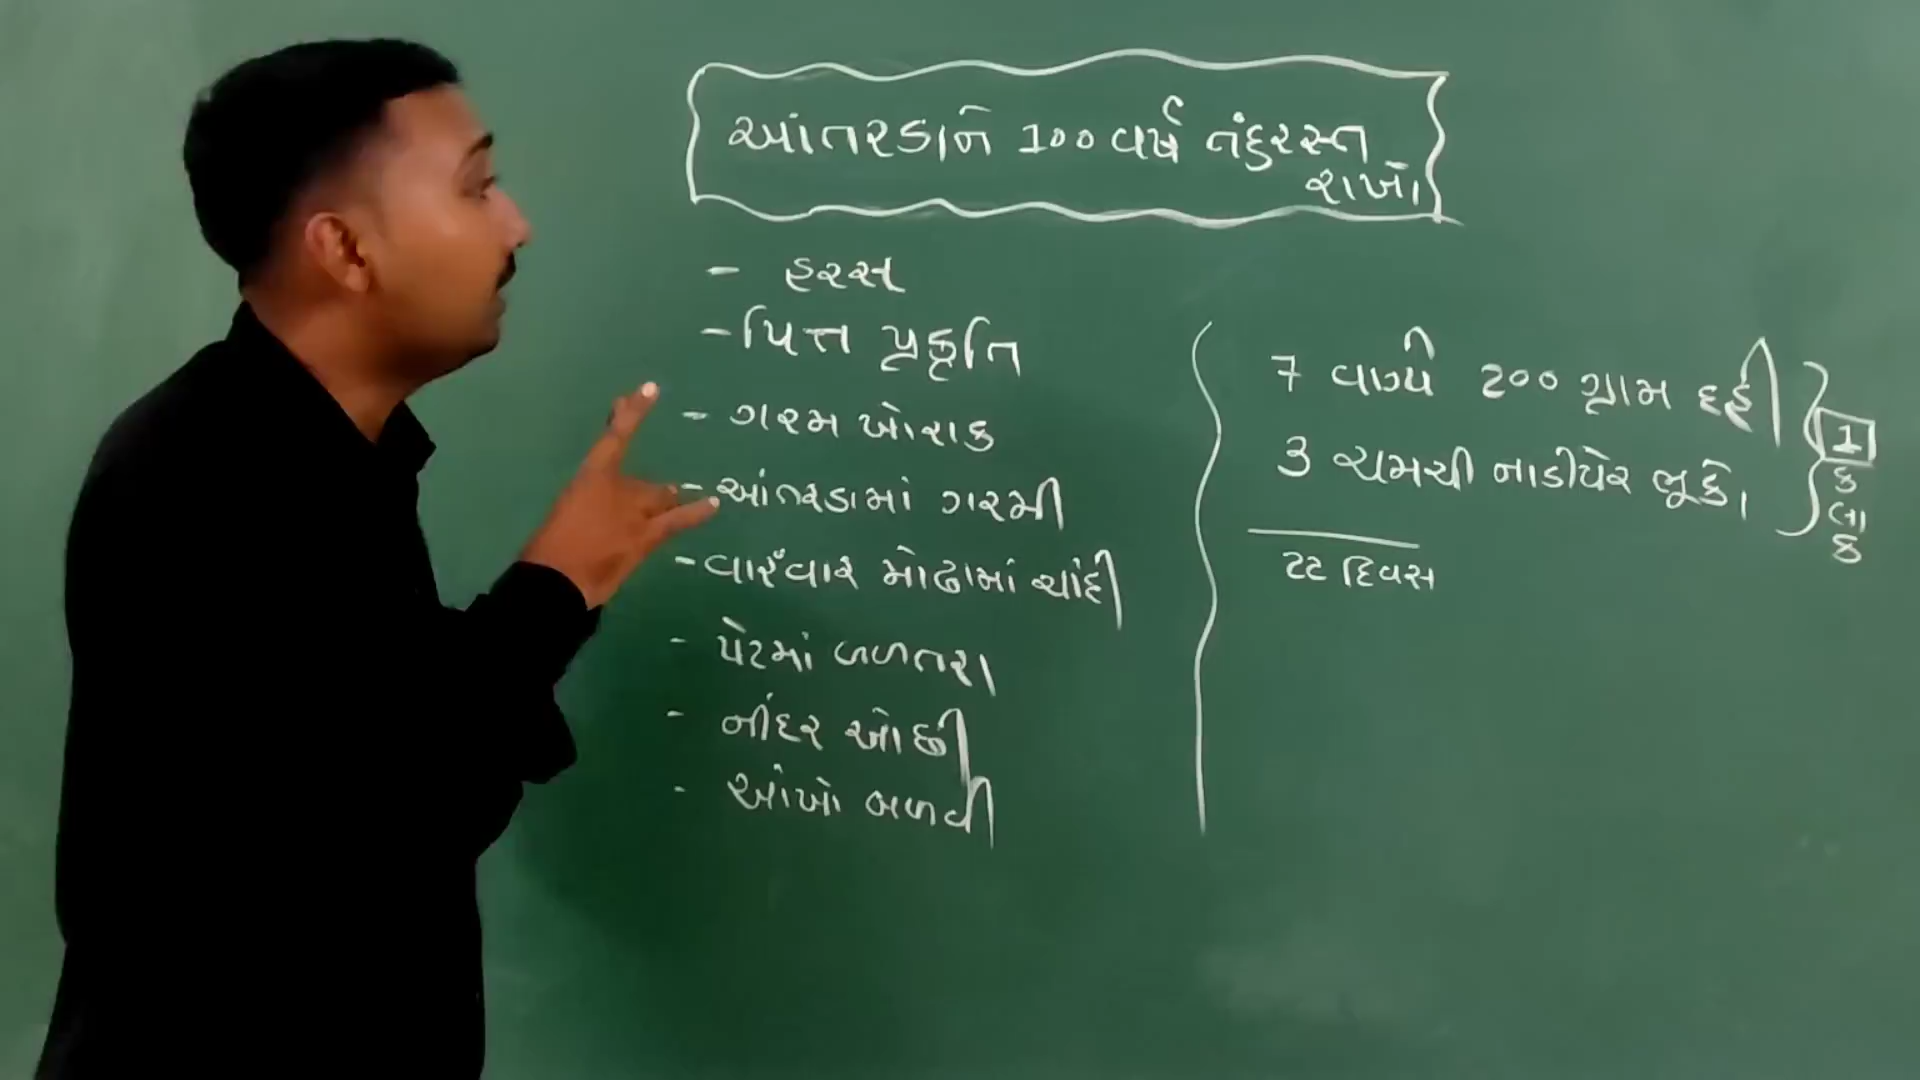 આંતરડાને 100 વર્ષ તંદુરસ્ત
રાખો
- હરસ
- પિત્ત પ્રકૃતિ
- ગરમ ખોરાક
- આંતરડામાં ગરમી
- વારંવાર મોઢામાં ચાંદી
- પેટમાં બળતરા
- નીંદર ઓછી
- આંખો બળવી
7 વાગ્યે 200 ગ્રામ દહીં
3 ચમચી નાડીયેર ભૂકો
22 દિવસ
1
ક
લા
ક